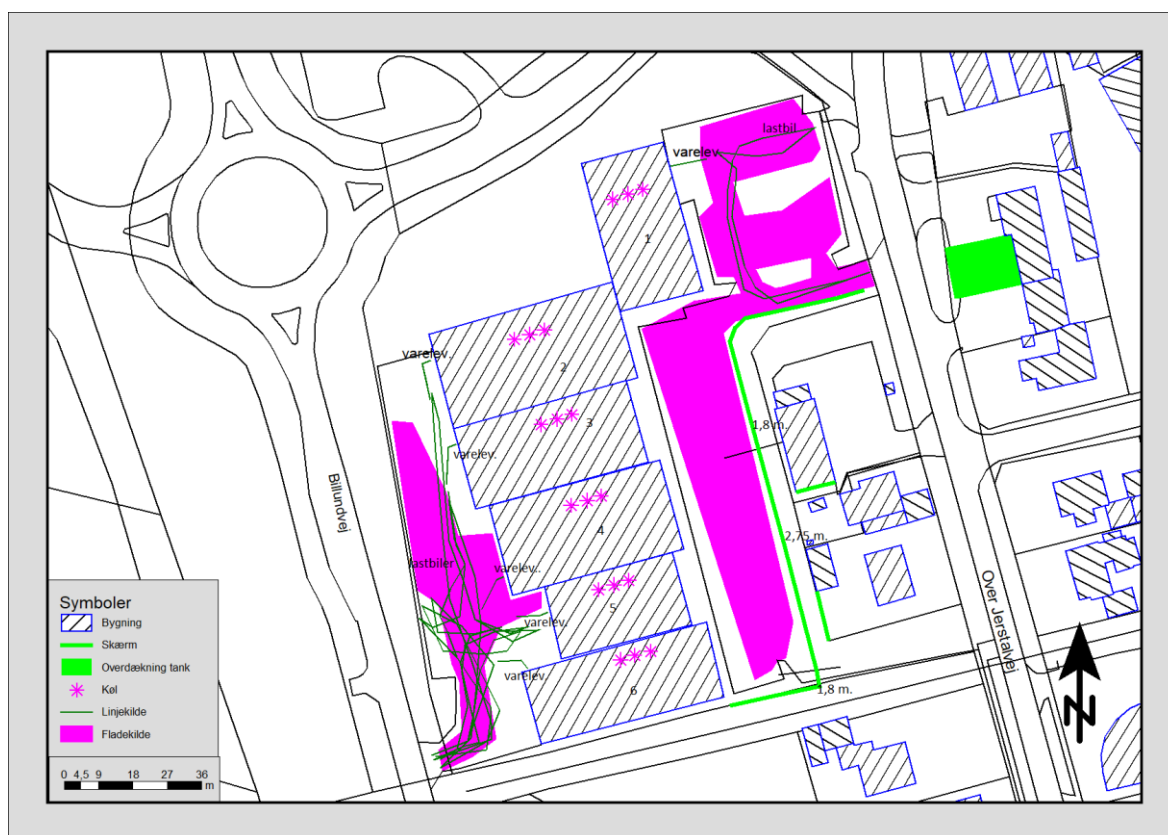 lastbil
varelev.
1
2
varelev.
3
varelev.
1,8 m.
Billundvej
4
2,75 m.
lastbiler
varelev..
5
varelev.
Over Jerstalvej
varelev.
6
1,8 m.
N
Symboler
Bygning
Skærm
Overdækning tank
Køl
Linjekilde
Fladekilde
0 4,5 9 18 27 36
m